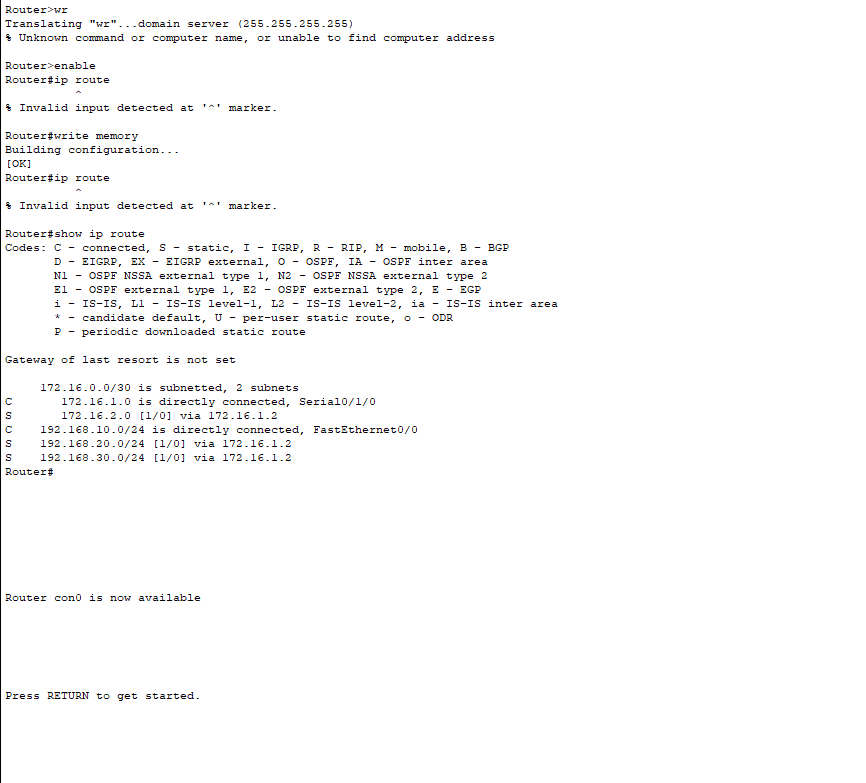 Router>wr
Translating "wr"...domain server (255.255.255.255)
% Unknown command or computer name, or unable to find computer address
Router>enable
Router#ip route
^
% Invalid input detected at '^' marker.
Router#write memory
Building configuration...
[OK]
Router#ip route
^
% Invalid input detected at '^' marker.
Router#show ip route
Codes: C - connected, S - static, I - IGRP, R - RIP, M - mobile, B - BGP
D - EIGRP, EX - EIGRP external, O - OSPF, IA - OSPF inter area
N1 - OSPF NSSA external type 1, N2 - OSPF NSSA external type 2
E1 - OSPF external type 1, E2 - OSPF external type 2, E - EGP
i - IS-IS, L1 - IS-IS level-1, L2 - IS-IS level-2, ia - IS-IS inter area
* - candidate default, U - per-user static route, o - ODR
P - periodic downloaded static route
Gateway of last resort is not set
172.16.0.0/30 is subnetted, 2 subnets
C 172.16.1.0 is directly connected, Serial0/1/0
S 172.16.2.0 [1/0] via 172.16.1.2
C 192.168.10.0/24 is directly connected, FastEthernet0/0
S 192.168.20.0/24 [1/0] via 172.16.1.2
S 192.168.30.0/24 [1/0] via 172.16.1.2
Router#
Router con0 is now available
Press RETURN to get started.